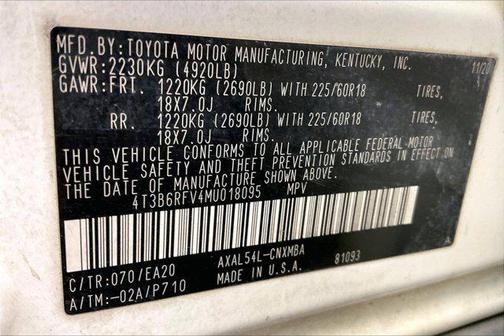 MFD.BY:TOYOTA MOTOR MANUFACTURING, KENTUCKY, INC. 11/20
GVWR:2230KG (4920LB)
GAWR:FRT. 1220KG (2690LB) WITH 225/60R18 TIRES,
18X7.0J RIMS.
RR. 1220KG (2690LB) WITH 225/60R18 TIRES,
18X7.0J RIMS.
THIS VEHICLE CONFORMS TO ALL APPLICABLE FEDERAL MOTOR
VEHICLE SAFETY AND THEFT PREVENTION STANDARDS IN EFFECT ON
THE DATE OF MANUFACTURE SHOWN ABOVE.
4T3B6RFV4MU018095 MPV
C/TR:070/EA20 AXAL54L-CNXMBA A
A/TM:-02A/P710 MADE IN U.S.A. 81093